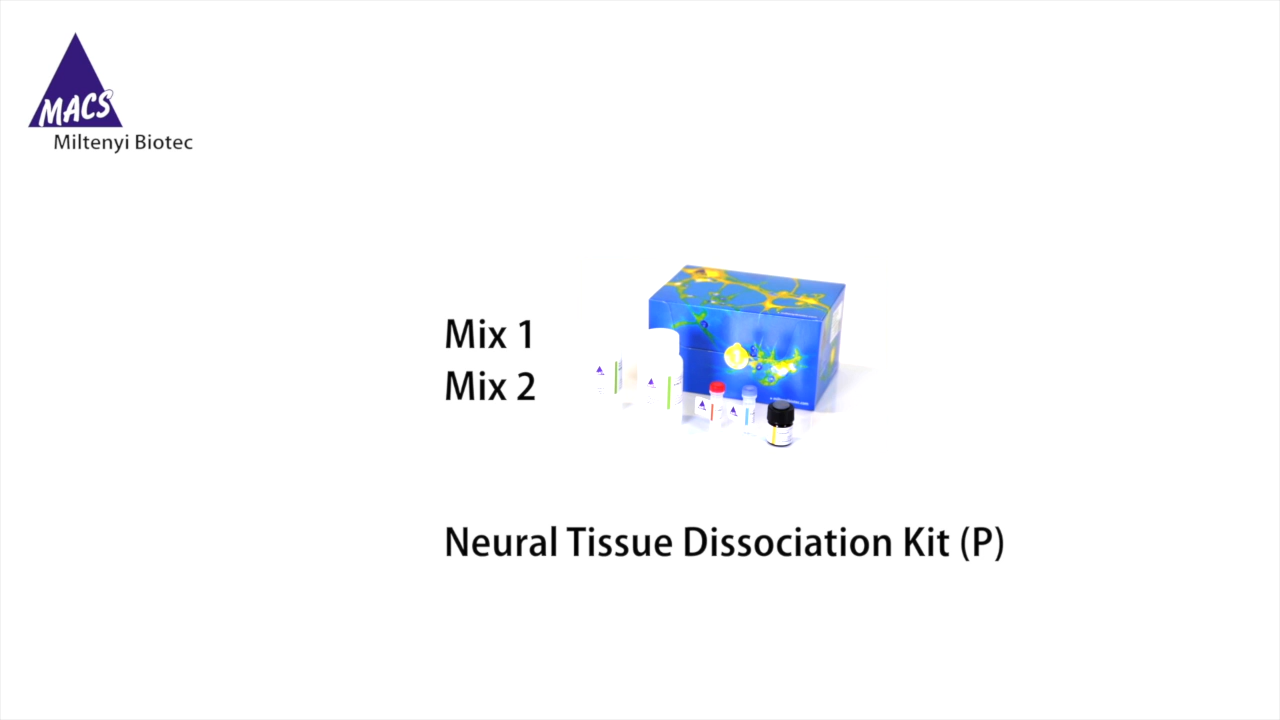 MACS
Miltenyi Biotec
Mix 1
Mix 2
Neural Tissue Dissociation Kit (P)